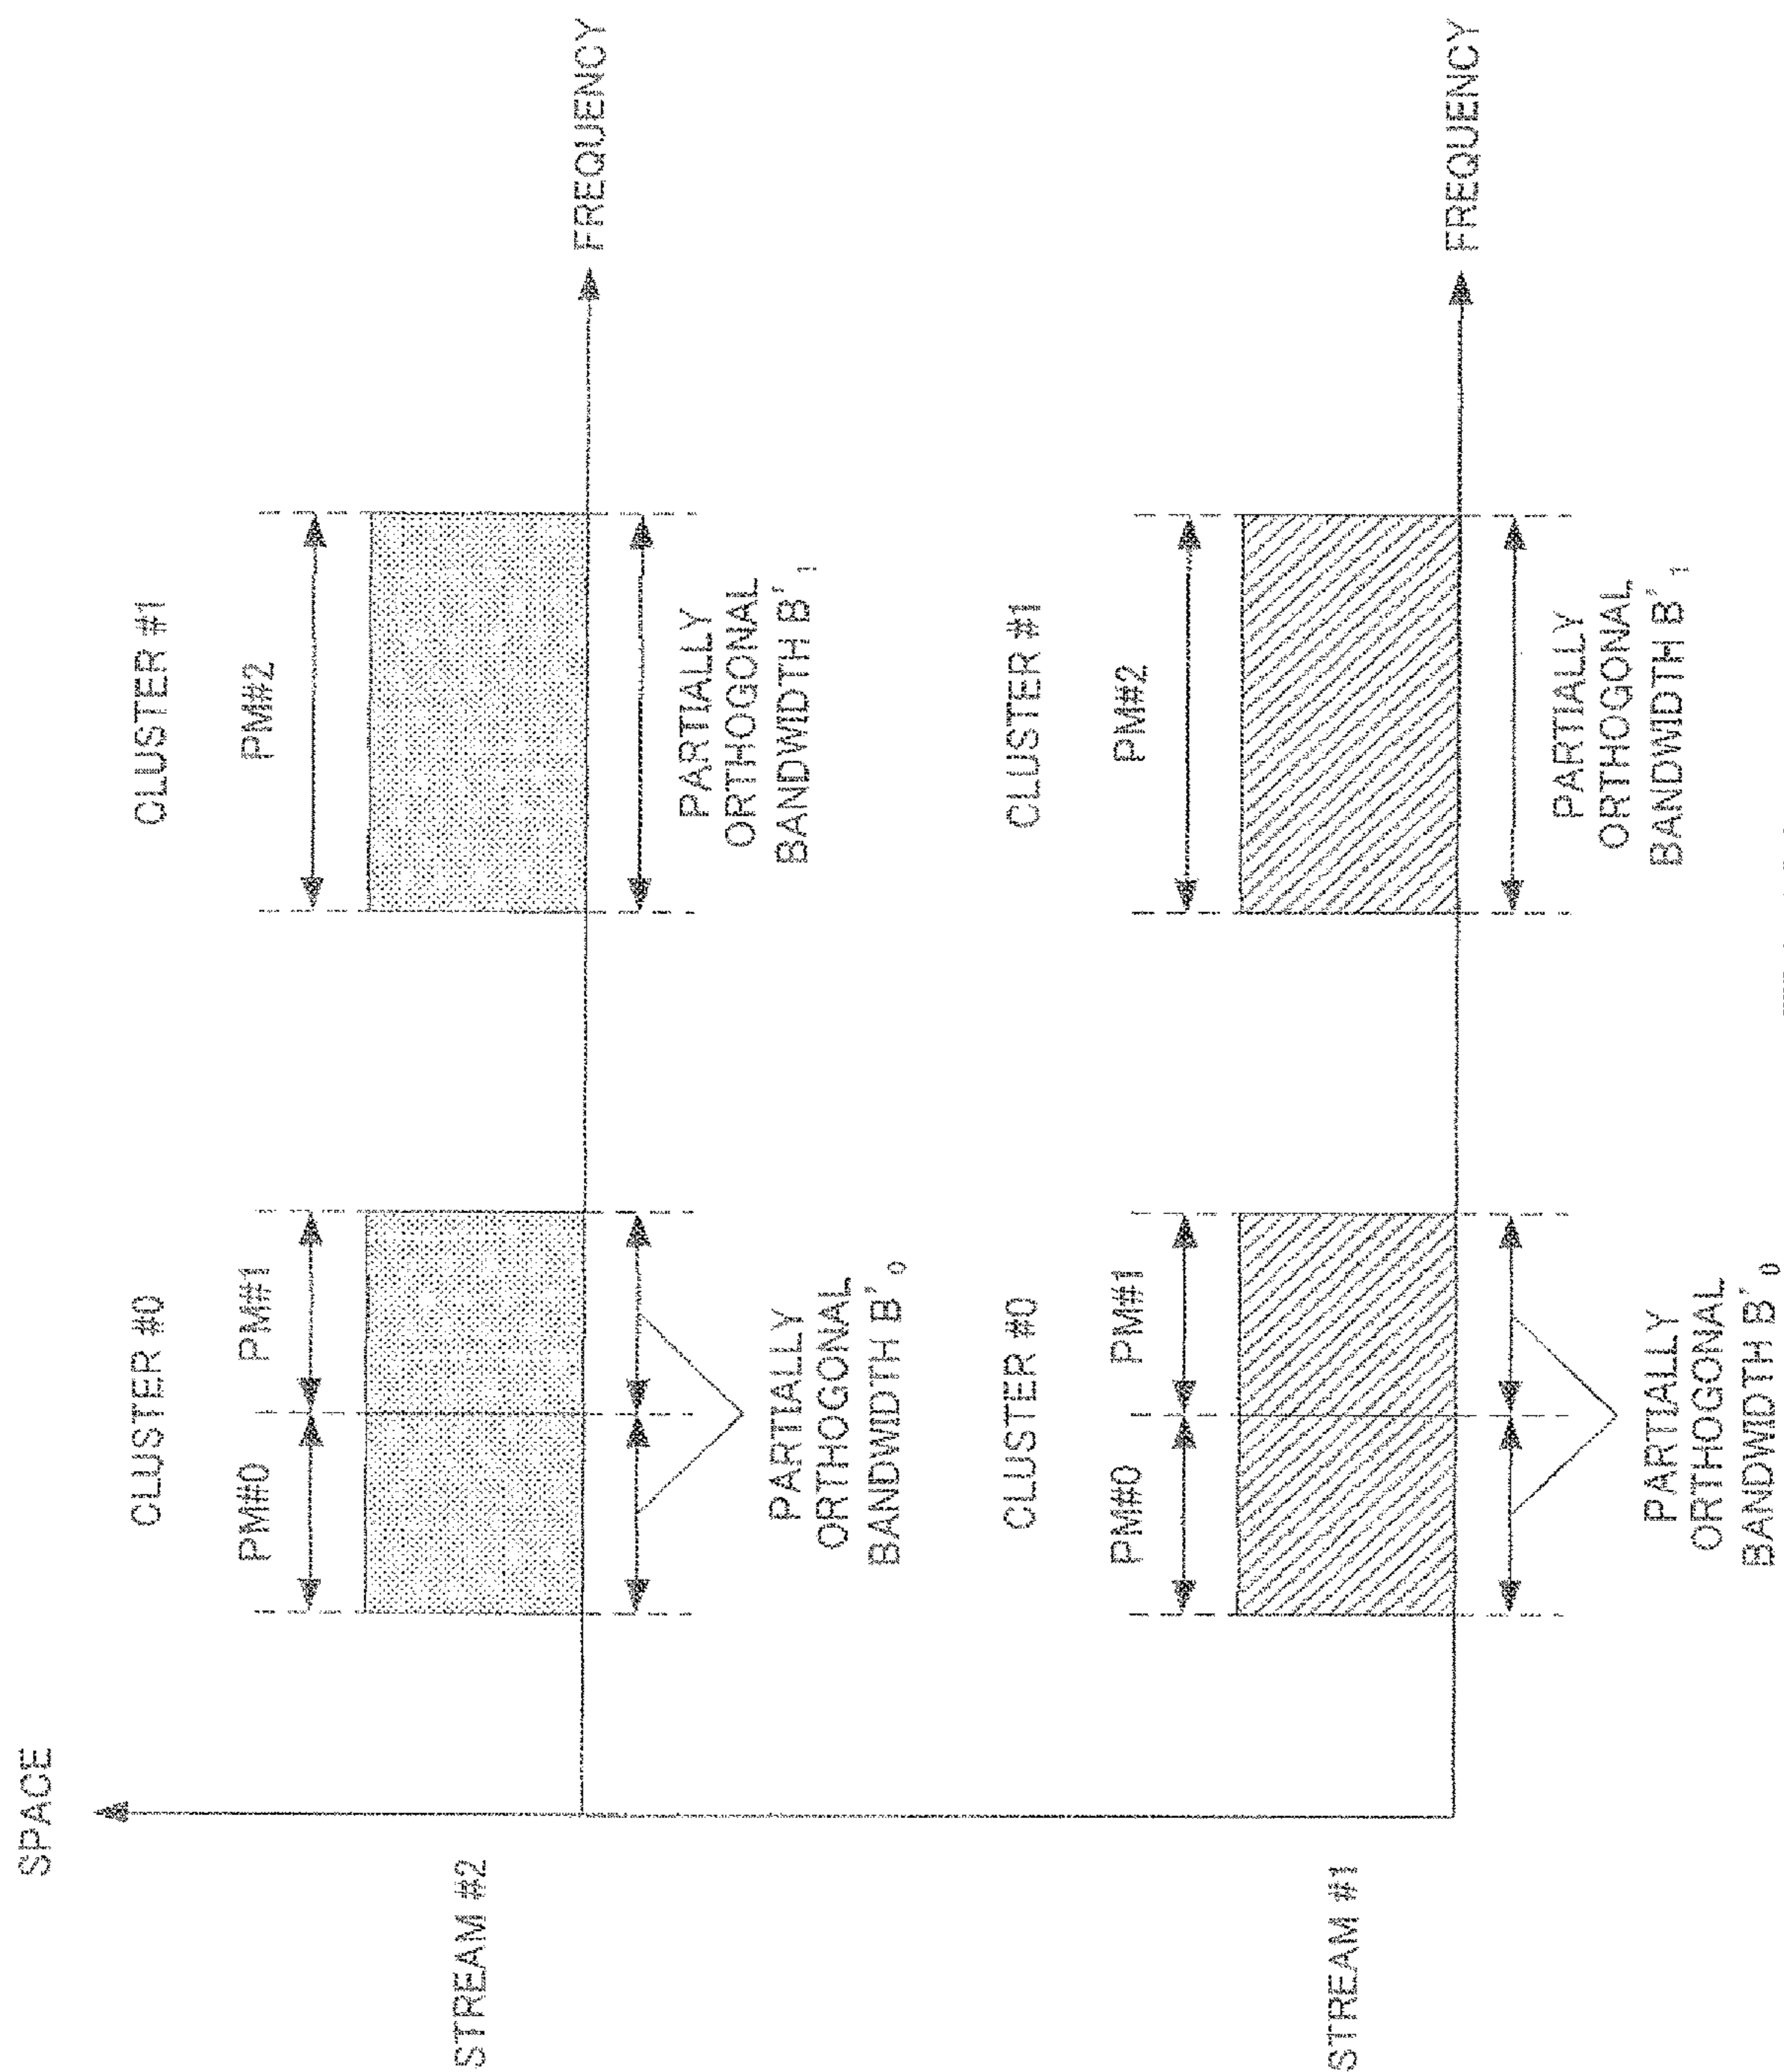 SPACE
STREAM #2
CLUSTER #0
CLUSTER #1
PM#0
PM#1
PM#2
FREQUENCY
PARTIALLY
ORTHOGONAL
BANDWIDTH B'0
PARTIALLY
ORTHOGONAL
BANDWIDTH B'1
STREAM #1
CLUSTER #0
CLUSTER #1
PM#0
PM#1
PM#2
FREQUENCY
PARTIALLY
ORTHOGONAL
BANDWIDTH B'0
PARTIALLY
ORTHOGONAL
BANDWIDTH B'1